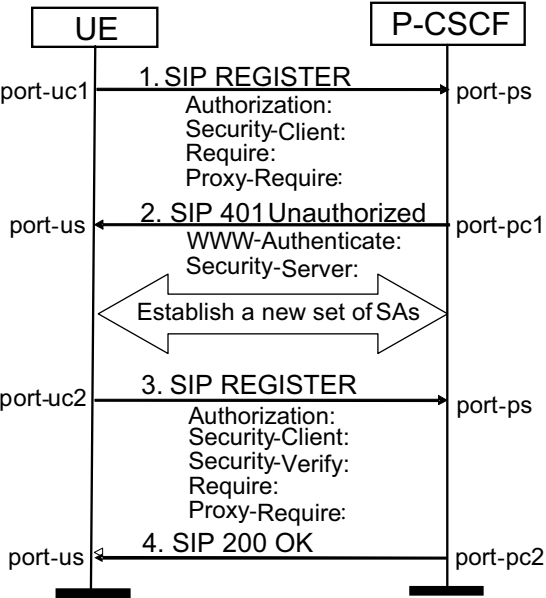 UE
P-CSCF
1. SIP REGISTER
port-uc1
port-ps
Authorization:
Security-Client:
Require:
Proxy-Require:
2. SIP 401 Unauthorized
port-us
port-pc1
WWW-Authenticate:
Security-Server:
Establish a new set of SAs
3. SIP REGISTER
port-uc2
port-ps
Authorization:
Security-Client:
Security-Verify:
Require:
Proxy-Require:
4. SIP 200 OK
port-us
port-pc2